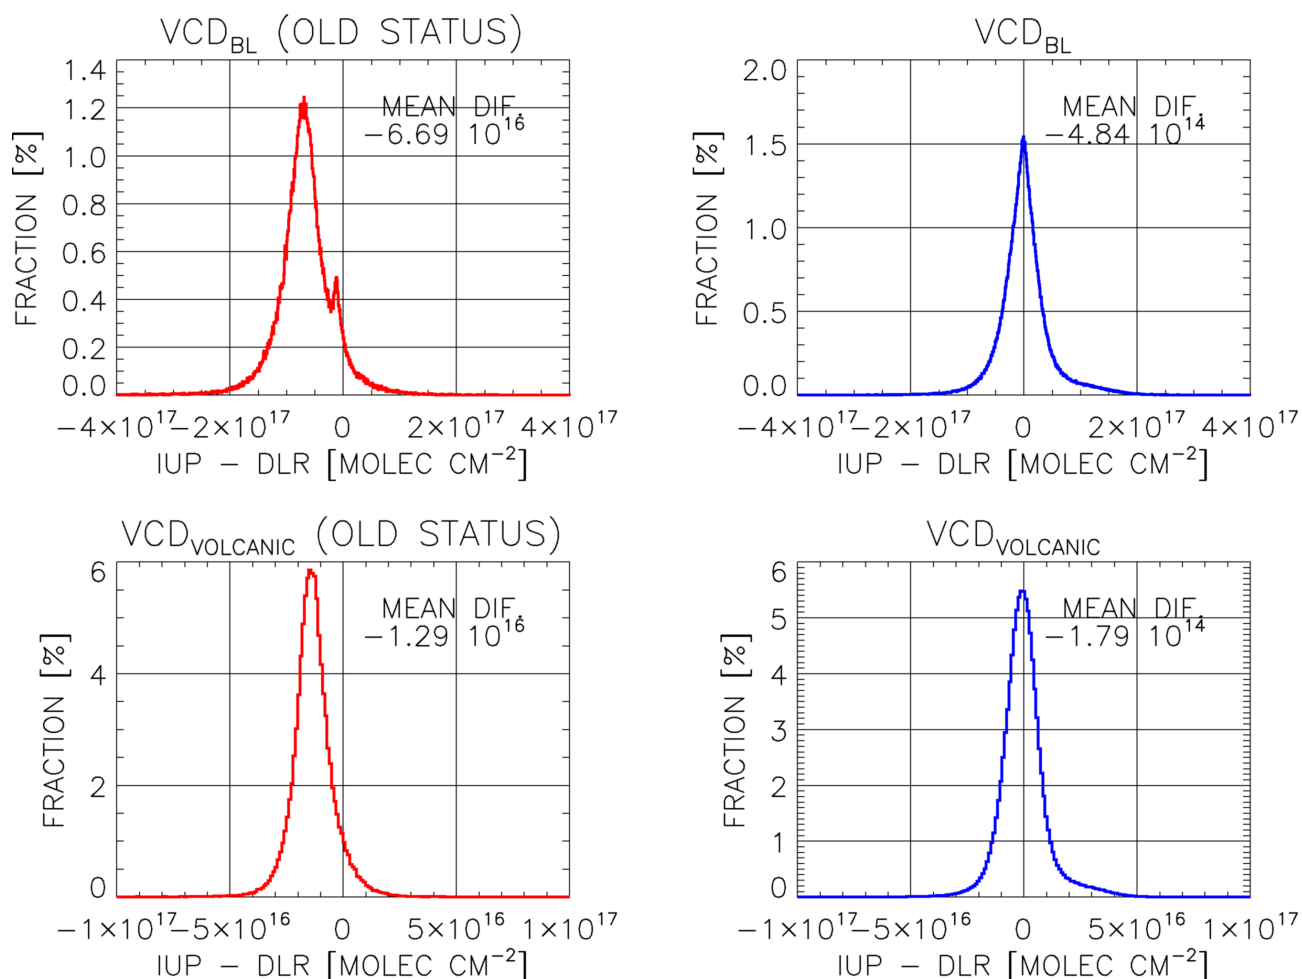 VCD_BL (OLD STATUS)
1.4
1.2
1.0
0.8
0.6
0.4
0.2
0.0
FRACTION [%]
MEAN DIF.
−6.69 10^16
−4×10^17 −2×10^17 0 2×10^17 4×10^17
IUP − DLR [MOLEC CM^−2]
VCD_BL
2.0
1.5
1.0
0.5
0.0
FRACTION [%]
MEAN DIF.
−4.84 10^14
−4×10^17 −2×10^17 0 2×10^17 4×10^17
IUP − DLR [MOLEC CM^−2]
VCD_VOLCANIC (OLD STATUS)
6
4
2
0
FRACTION [%]
MEAN DIF.
−1.29 10^16
−1×10^17 −5×10^16 0 5×10^16 1×10^17
IUP − DLR [MOLEC CM^−2]
VCD_VOLCANIC
6
5
4
3
2
1
0
FRACTION [%]
MEAN DIF.
−1.79 10^14
−1×10^17 −5×10^16 0 5×10^16 1×10^17
IUP − DLR [MOLEC CM^−2]